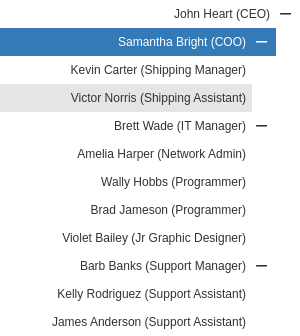 John Heart (CEO)
Samantha Bright (COO)
Kevin Carter (Shipping Manager)
Victor Norris (Shipping Assistant)
Brett Wade (IT Manager)
Amelia Harper (Network Admin)
Wally Hobbs (Programmer)
Brad Jameson (Programmer)
Violet Bailey (Jr Graphic Designer)
Barb Banks (Support Manager)
Kelly Rodriguez (Support Assistant)
James Anderson (Support Assistant)